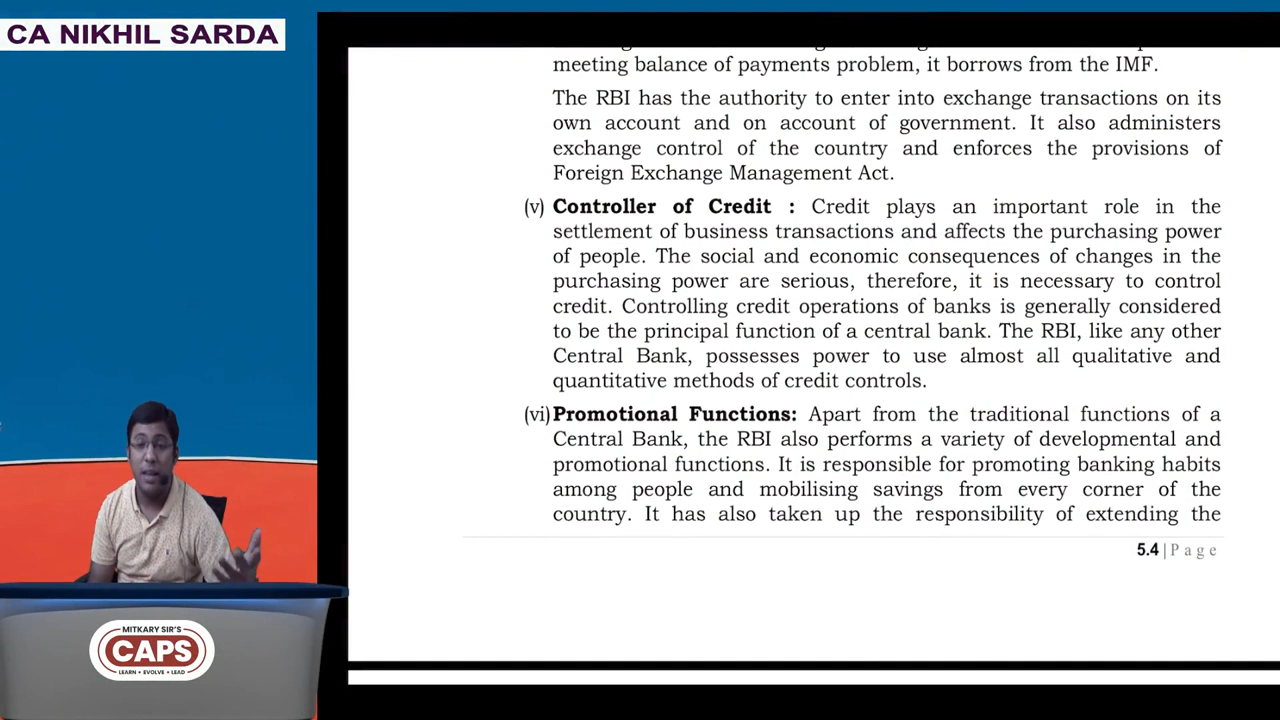 CA NIKHIL SARDA
meeting balance of payments problem, it borrows from the IMF.
The RBI has the authority to enter into exchange transactions on its
own account and on account of government. It also administers
exchange control of the country and enforces the provisions of
Foreign Exchange Management Act.
(v) Controller of Credit : Credit plays an important role in the
settlement of business transactions and affects the purchasing power
of people. The social and economic consequences of changes in the
purchasing power are serious, therefore, it is necessary to control
credit. Controlling credit operations of banks is generally considered
to be the principal function of a central bank. The RBI, like any other
Central Bank, possesses power to use almost all qualitative and
quantitative methods of credit controls.
(vi) Promotional Functions: Apart from the traditional functions of a
Central Bank, the RBI also performs a variety of developmental and
promotional functions. It is responsible for promoting banking habits
among people and mobilising savings from every corner of the
country. It has also taken up the responsibility of extending the
5.4 | Page
MITKARY SIR'S
CAPS
LEARN • EVOLVE • LEAD